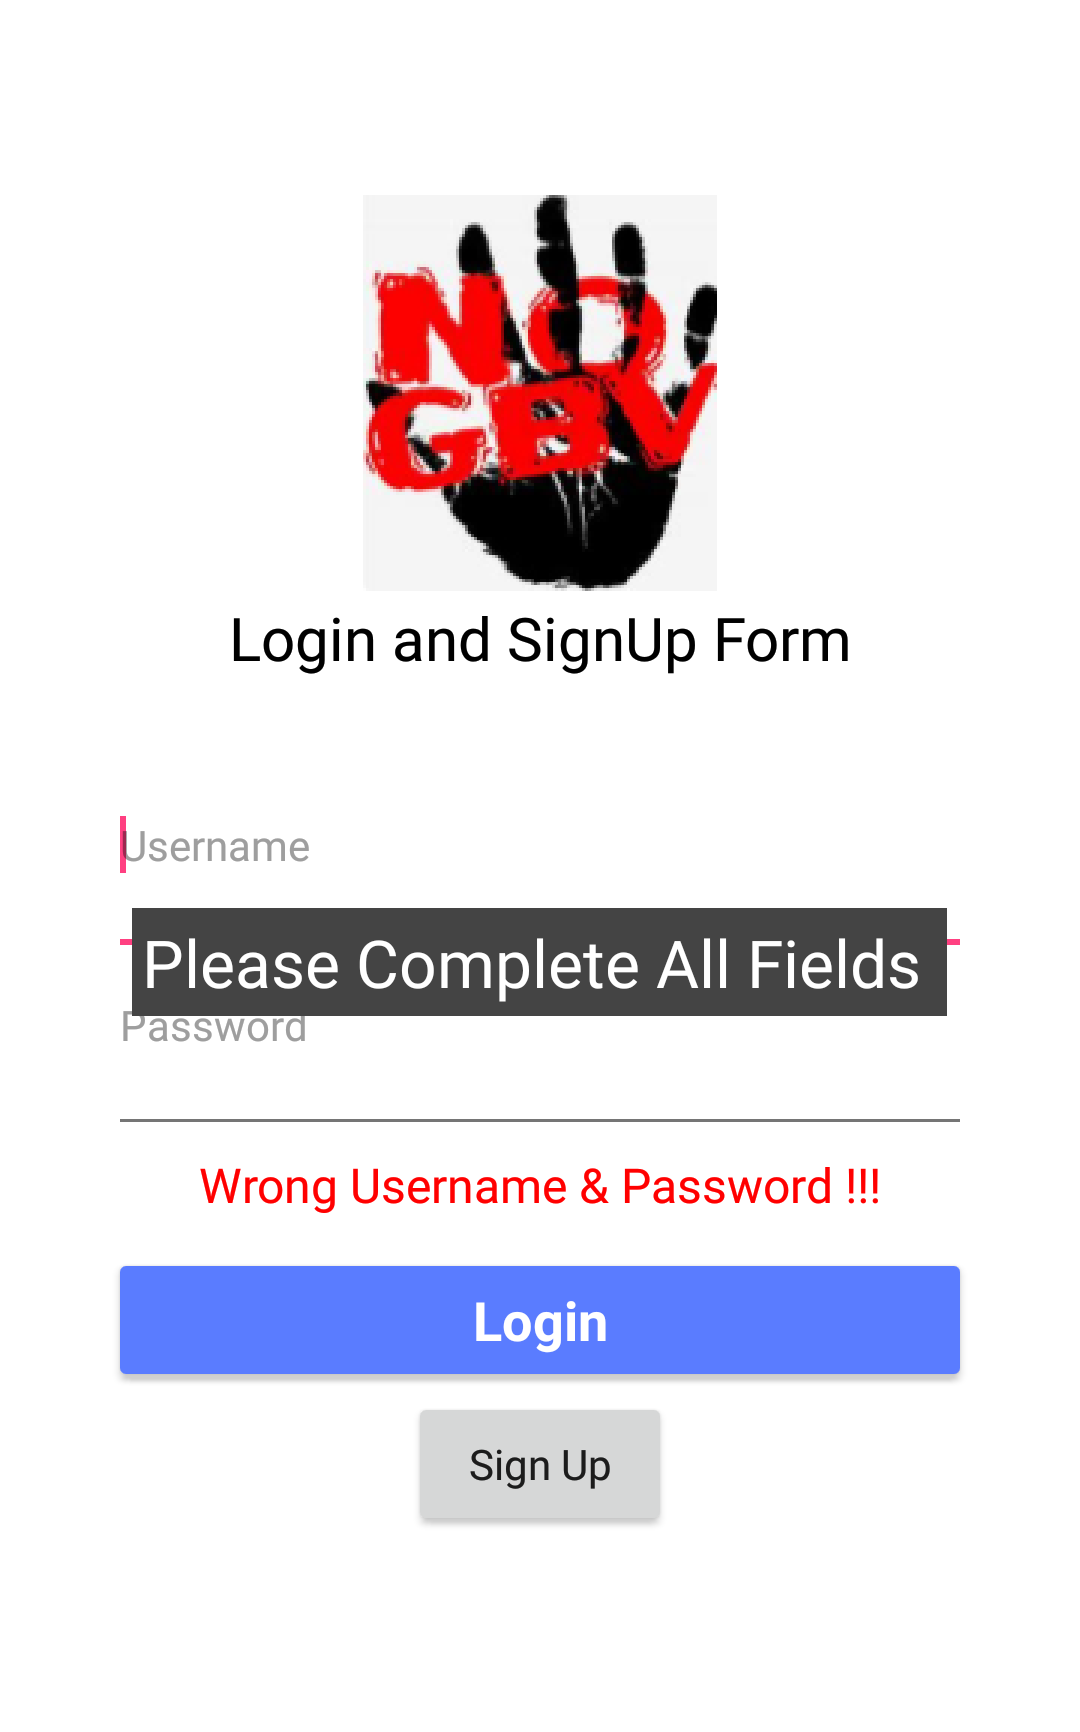 NO
GBV
Login and SignUp Form
Username
Please Complete All Fields
Password
Wrong Username & Password !!!
Login
Sign Up